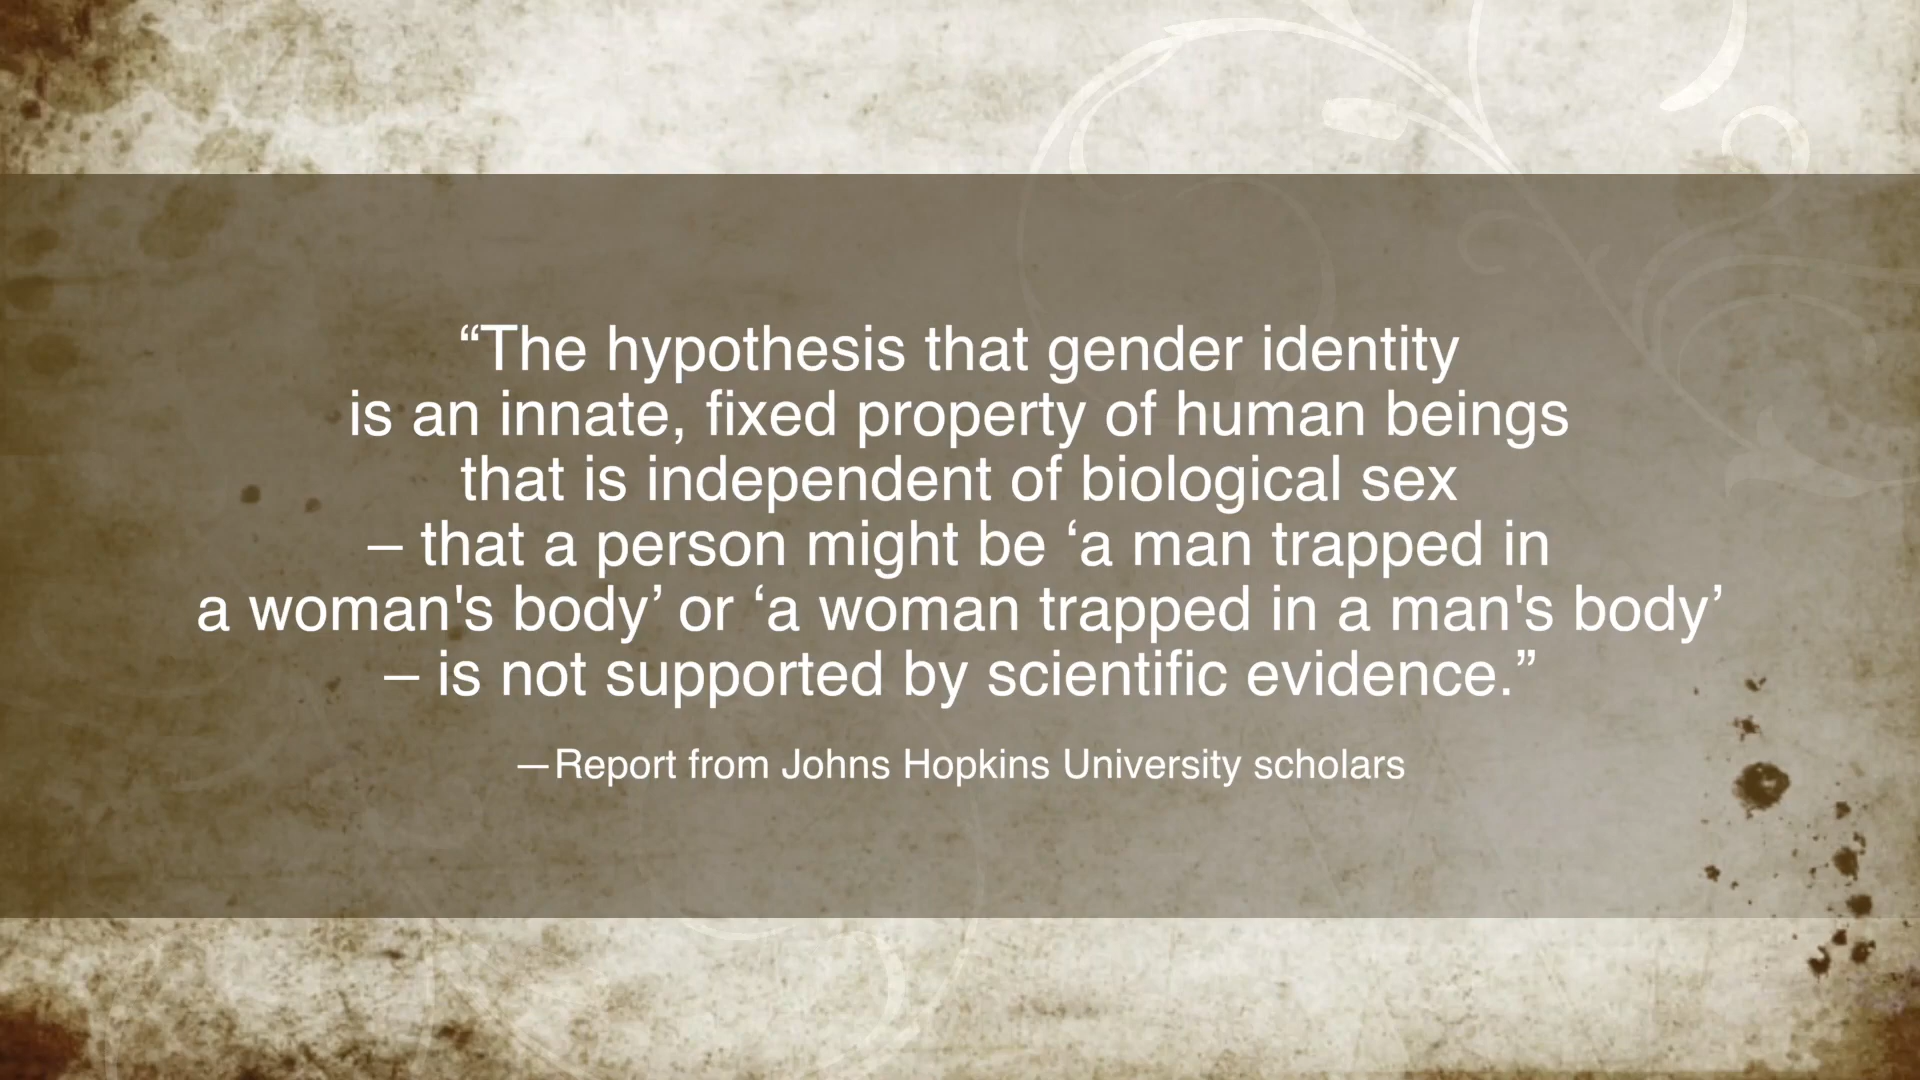 “The hypothesis that gender identity
is an innate, fixed property of human beings
that is independent of biological sex
– that a person might be ‘a man trapped in
a woman's body’ or ‘a woman trapped in a man's body’
– is not supported by scientific evidence.”
—Report from Johns Hopkins University scholars